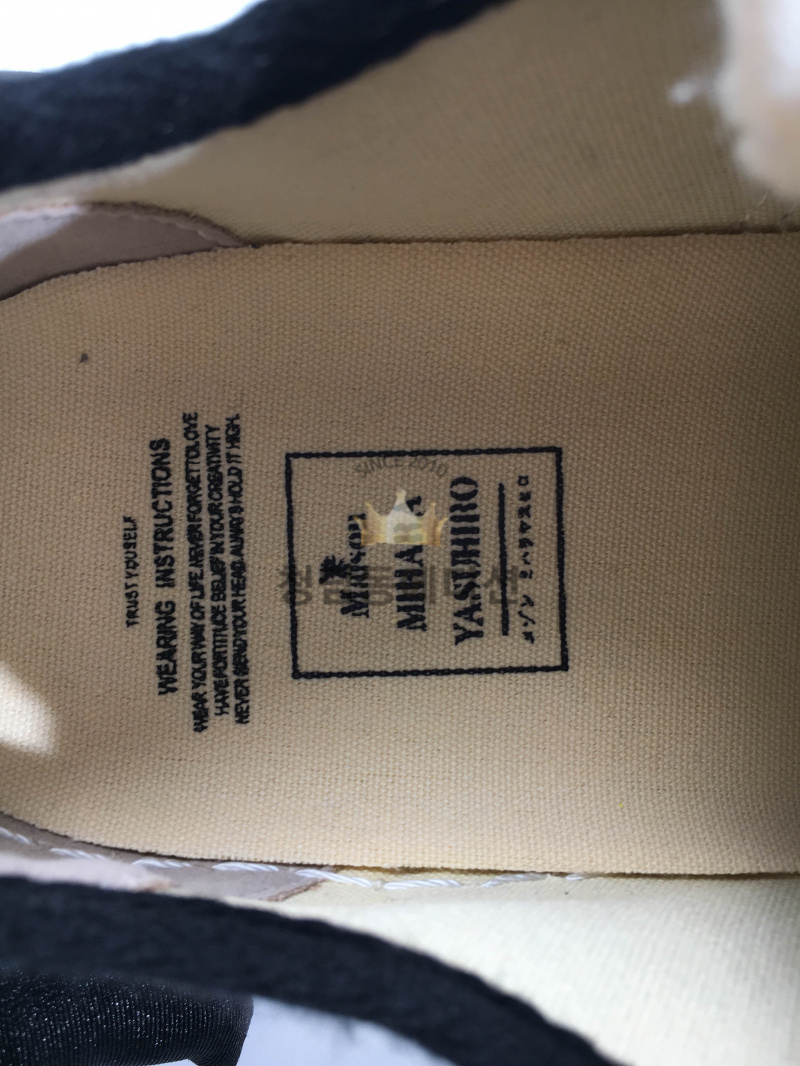 TRUST YOUSELF
WEARING INSTRUCTIONS
WEAR YOUR WAY OF LIFE.NEVER FORGET TO LOVE
HAVE FORTITUDE BELIEF IN YOUR CREATIVITY
NEVER BEND YOUR HEAD.ALWAYS HOLD IT HIGH.
Maison
MIHARA
YASUHIRO
メゾン ミハラヤスヒロ
SINCE 2010